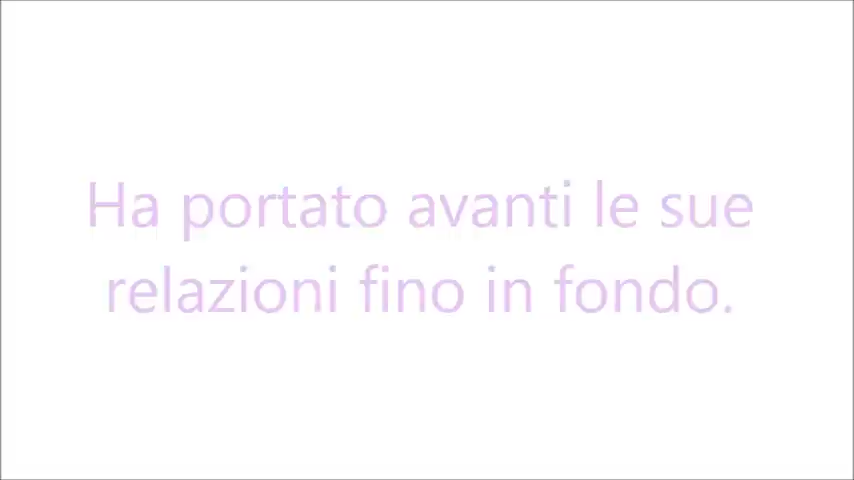 Ha portato avanti le sue
relazioni fino in fondo.